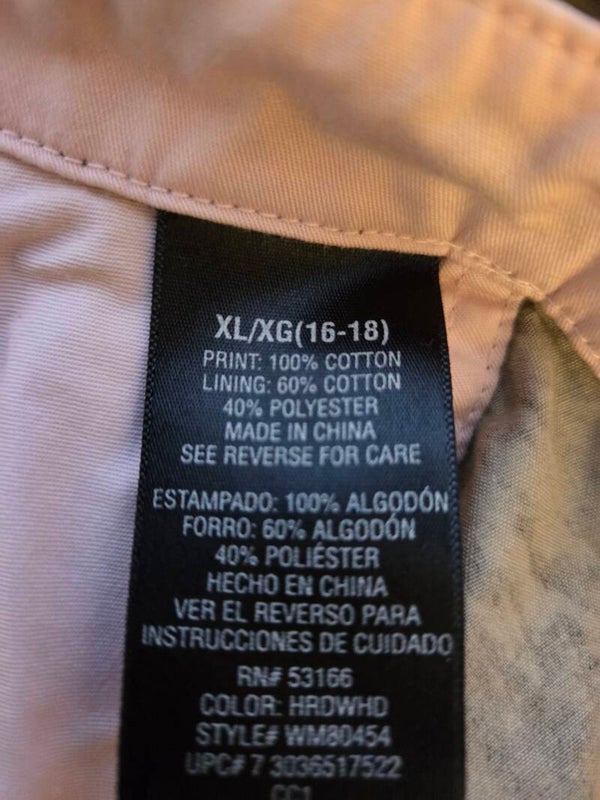 XL/XG(16-18)
PRINT: 100% COTTON
LINING: 60% COTTON
40% POLYESTER
MADE IN CHINA
SEE REVERSE FOR CARE
ESTAMPADO: 100% ALGODÓN
FORRO: 60% ALGODÓN
40% POLIÉSTER
HECHO EN CHINA
VER EL REVERSO PARA
INSTRUCCIONES DE CUIDADO
RN# 53166
COLOR: HRDWHD
STYLE# WM80454
UPC# 7 3036517522
CC1